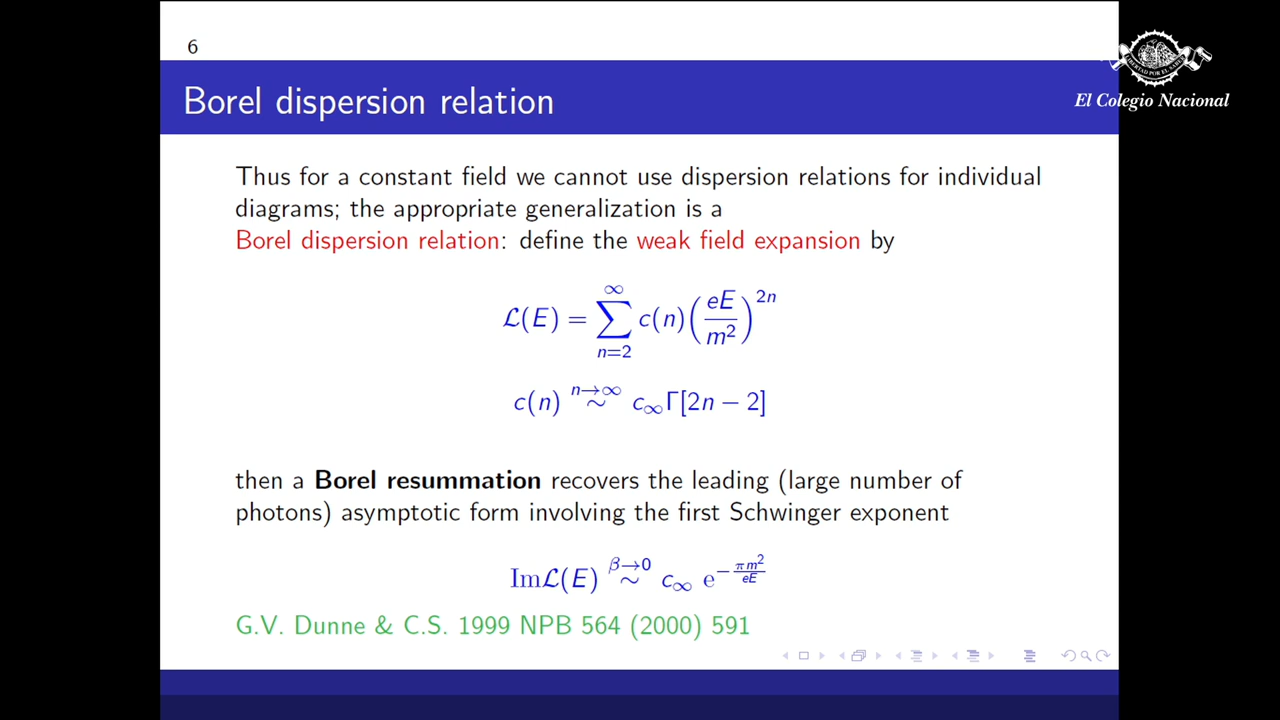 6
El Colegio Nacional
Borel dispersion relation
Thus for a constant field we cannot use dispersion relations for individual
diagrams; the appropriate generalization is a
Borel dispersion relation: define the weak field expansion by
ℒ(E) = ∑_{n=2}^{∞} c(n) (eE/m²)^{2n}
c(n) ~^{n→∞} c_∞ Γ[2n − 2]
then a Borel resummation recovers the leading (large number of
photons) asymptotic form involving the first Schwinger exponent
Imℒ(E) ~^{β→0} c_∞ e^{−πm²/eE}
G.V. Dunne & C.S. 1999 NPB 564 (2000) 591